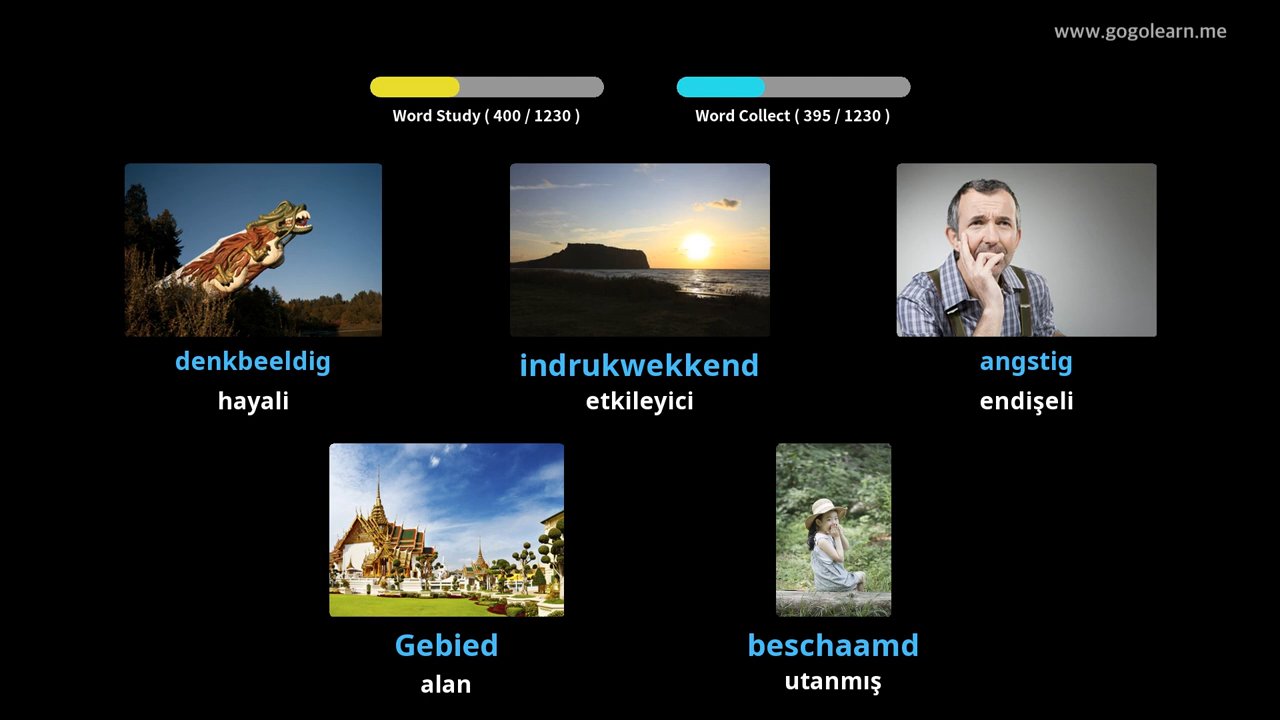 www.gogolearn.me
Word Study ( 400 / 1230 )
Word Collect ( 395 / 1230 )
denkbeeldig
hayali
indrukwekkend
etkileyici
angstig
endişeli
Gebied
alan
beschaamd
utanmış